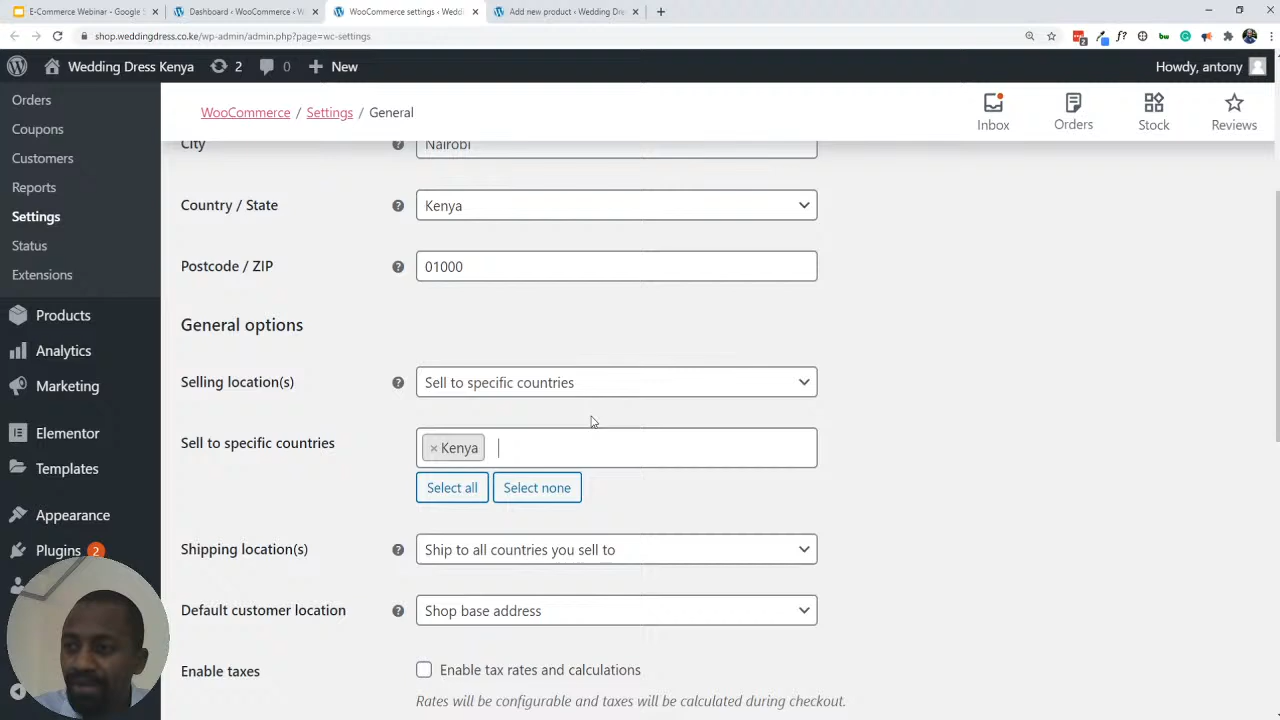 E-Commerce Webinar - Google S
Dashboard ‹ WooCommerce ‹ W
WooCommerce settings ‹ Weddi
Add new product ‹ Wedding Dre
shop.weddingdress.co.ke/wp-admin/admin.php?page=wc-settings
Wedding Dress Kenya
2
0
New
Howdy, antony
Orders
Coupons
Customers
Reports
Settings
Status
Extensions
Products
Analytics
Marketing
Elementor
Templates
Appearance
Plugins 2
WooCommerce / Settings / General
Inbox
Orders
Stock
Reviews
City
Nairobi
Country / State
Kenya
Postcode / ZIP
01000
General options
Selling location(s)
Sell to specific countries
Sell to specific countries
× Kenya
Select all
Select none
Shipping location(s)
Ship to all countries you sell to
Default customer location
Shop base address
Enable taxes
Enable tax rates and calculations
Rates will be configurable and taxes will be calculated during checkout.